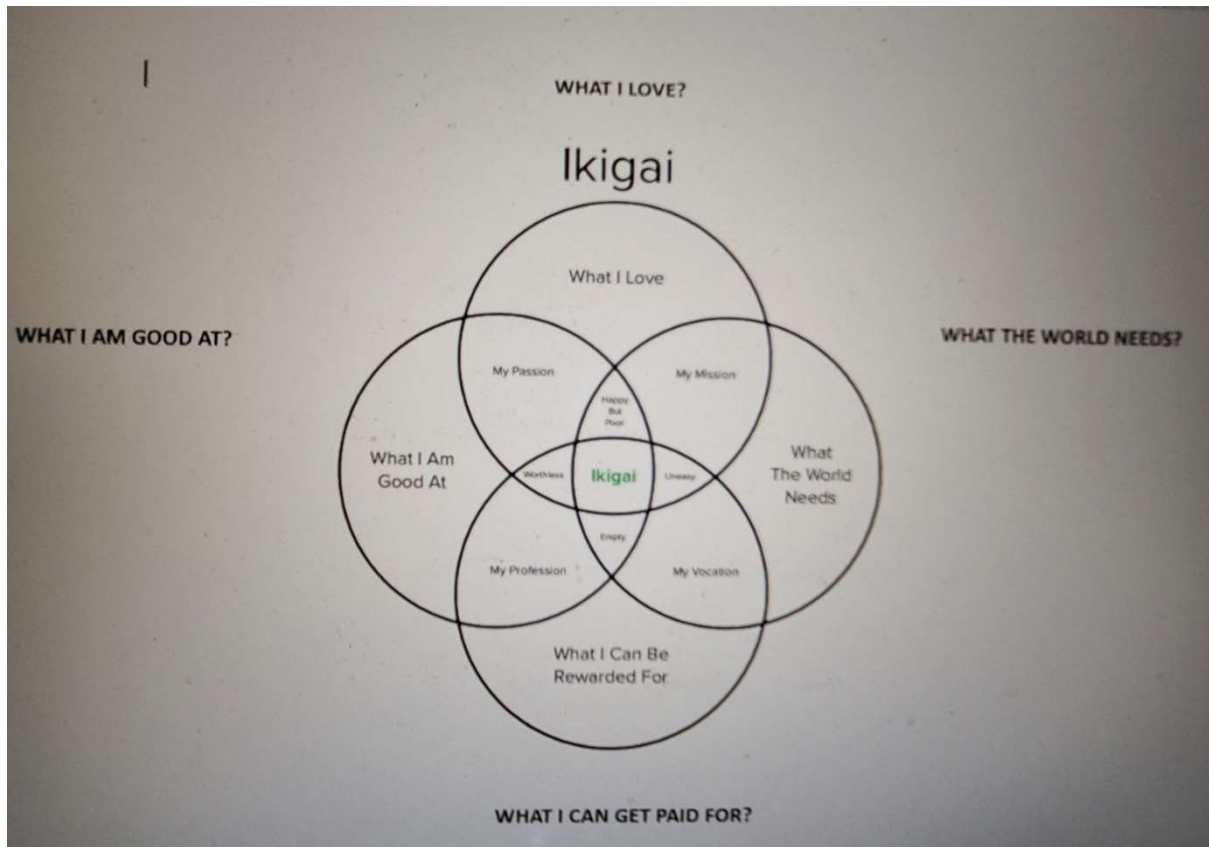 WHAT I LOVE?
Ikigai
What I Love
WHAT I AM GOOD AT?
WHAT THE WORLD NEEDS?
My Passion
My Mission
Happy
But
Poor
What I Am
Good At
Worthless
Ikigai
Uneasy
What
The World
Needs
Empty
My Profession
My Vocation
What I Can Be
Rewarded For
WHAT I CAN GET PAID FOR?